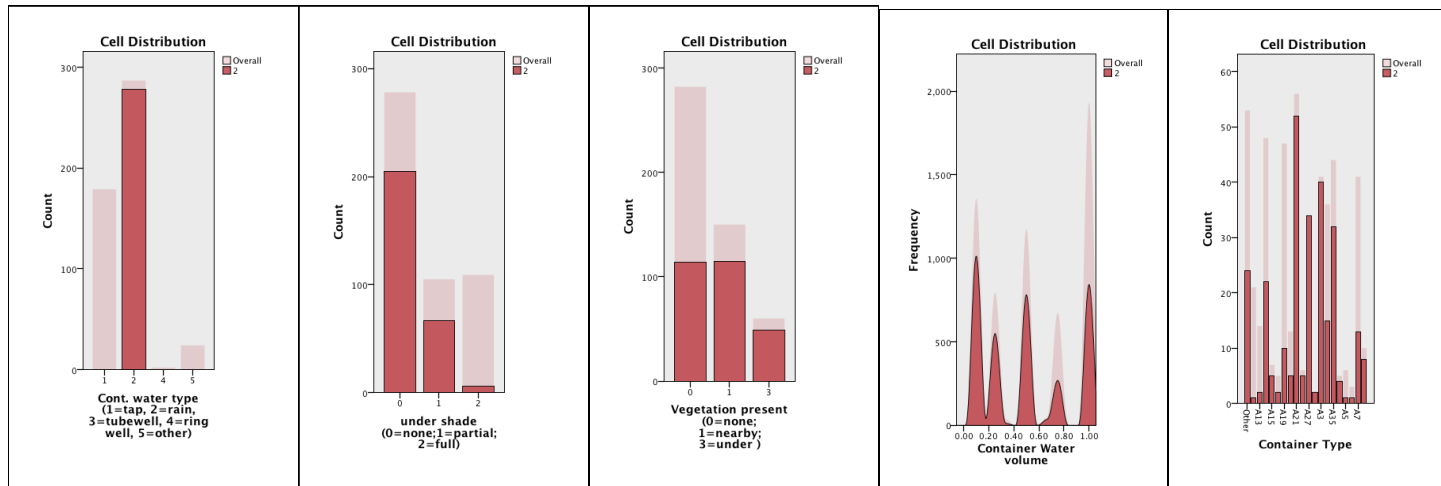 Cell Distribution
Overall
2
300
200
100
0
Count
1 2 4 5
Cont. water type
(1=tap, 2=rain,
3=tubewell, 4=ring
well, 5=other)
Cell Distribution
Overall
2
300
200
100
0
Count
0 1 2
under shade
(0=none;1=partial;
2=full)
Cell Distribution
Overall
2
300
200
100
0
Count
0 1 3
Vegetation present
(0=none;
1=nearby;
3=under )
Cell Distribution
Overall
2
2,000
1,500
1,000
500
0
Frequency
0.00 0.20 0.40 0.60 0.80 1.00
Container Water
volume
Cell Distribution
Overall
2
60
50
40
30
20
10
0
Count
Other A13 A15 A19 A21 A27 A3 A35 A5 A7
Container Type